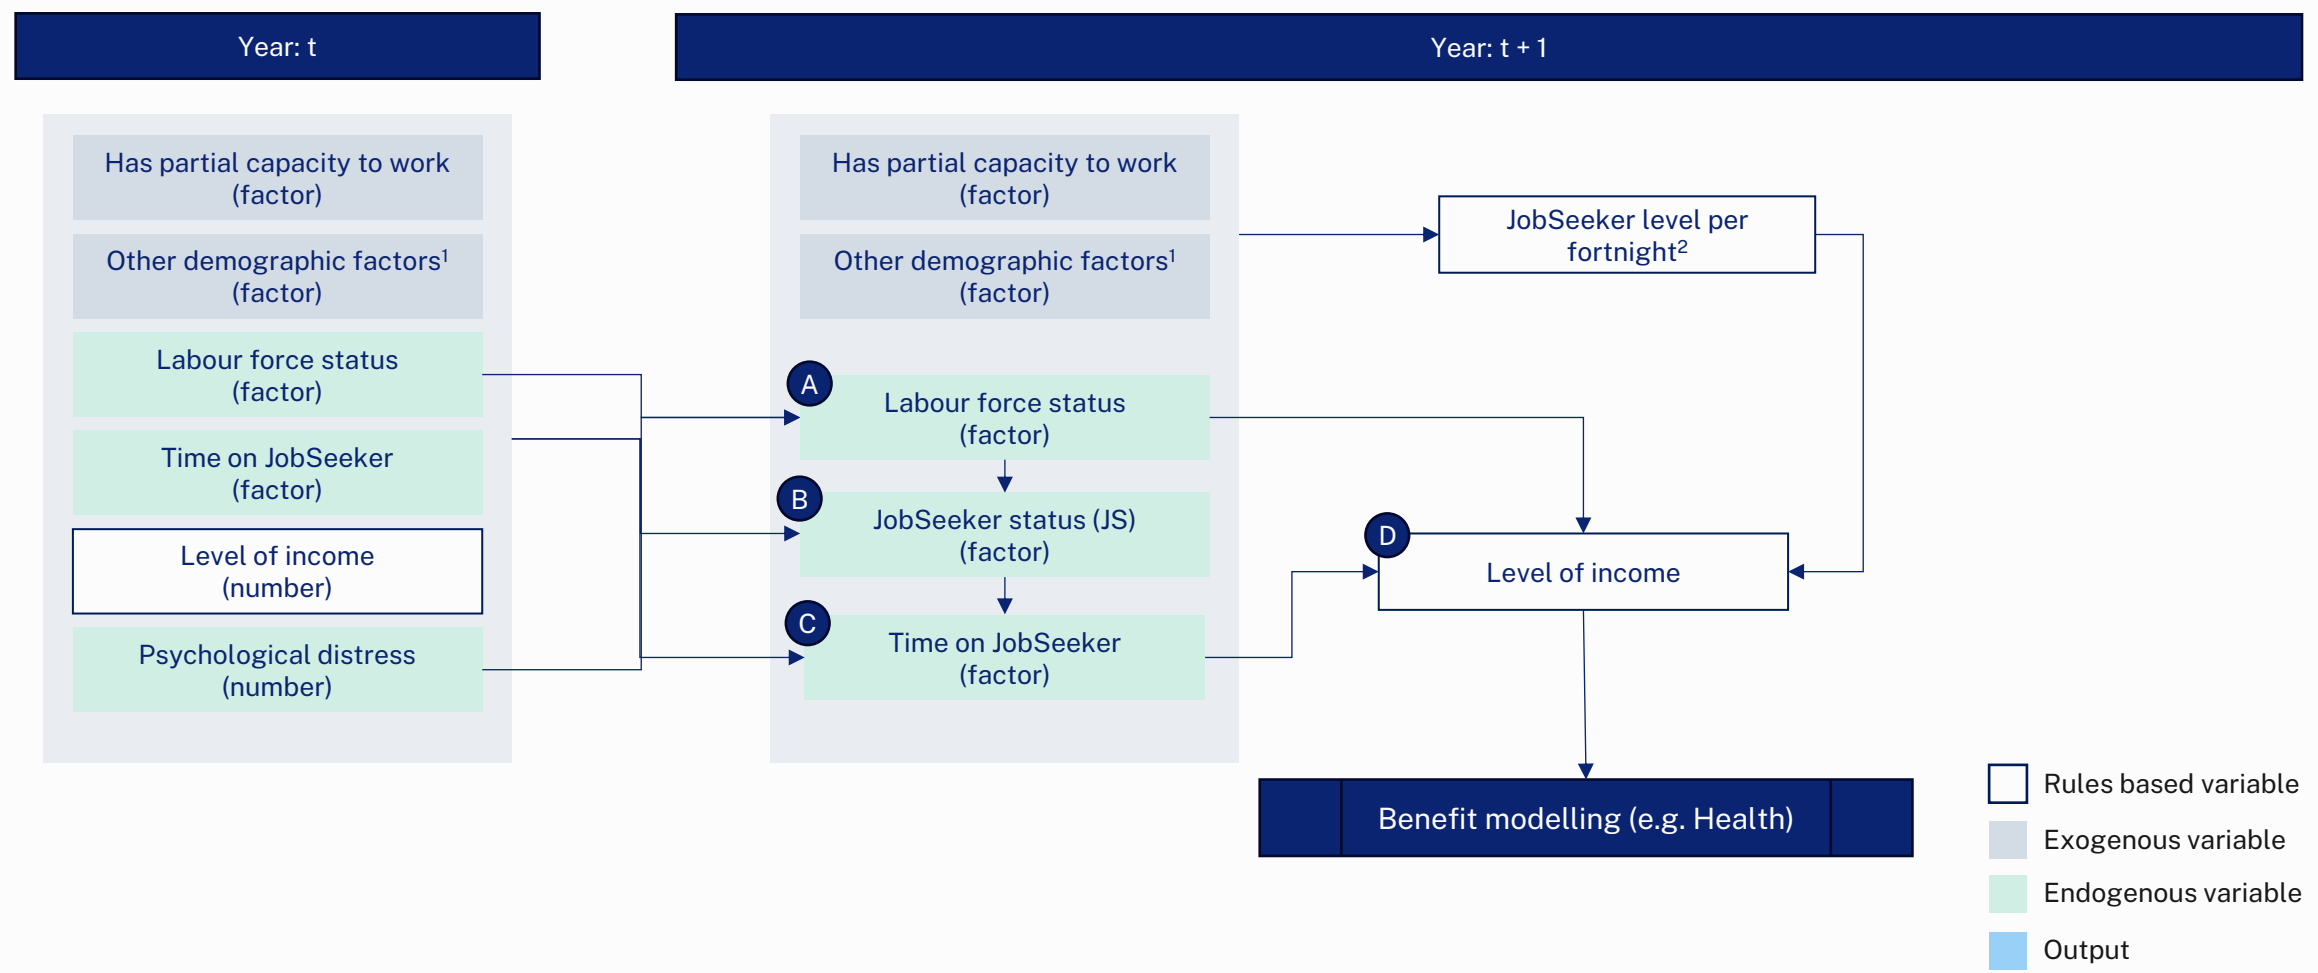 Year: t
Year: t + 1
Has partial capacity to work
(factor)
Other demographic factors¹
(factor)
Labour force status
(factor)
Time on JobSeeker
(factor)
Level of income
(number)
Psychological distress
(number)
Has partial capacity to work
(factor)
Other demographic factors¹
(factor)
A
Labour force status
(factor)
B
JobSeeker status (JS)
(factor)
C
Time on JobSeeker
(factor)
JobSeeker level per
fortnight²
D
Level of income
Benefit modelling (e.g. Health)
Rules based variable
Exogenous variable
Endogenous variable
Output